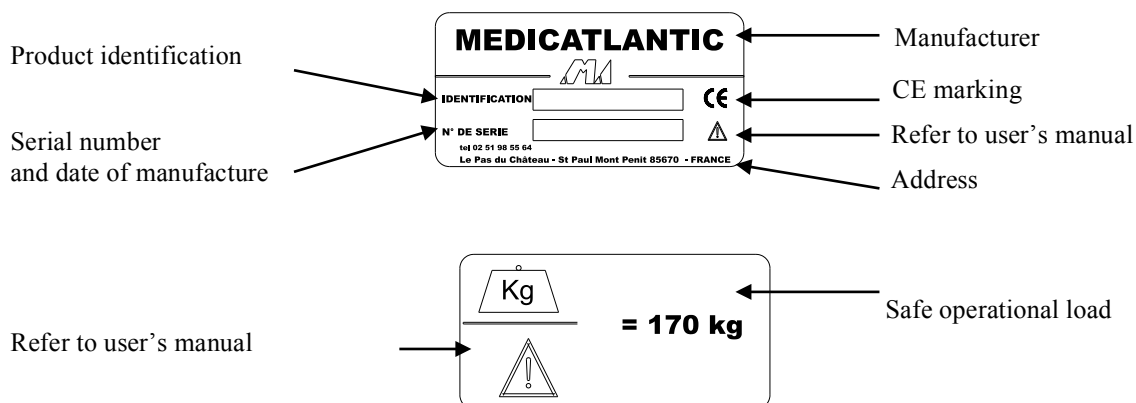 MEDICATLANTIC
Manufacturer
Product identification
MA
IDENTIFICATION
CE
CE marking
Serial number
and date of manufacture
N° DE SERIE
Refer to user’s manual
tel 02 51 98 55 64
Le Pas du Château - St Paul Mont Penit 85670 - FRANCE
Address
Kg
= 170 kg
Safe operational load
Refer to user’s manual